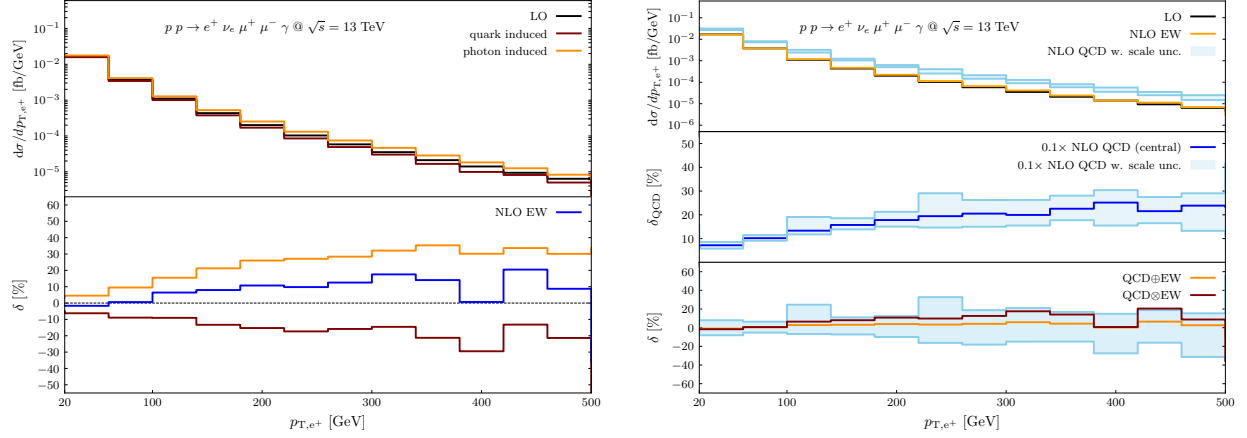 p p → e⁺ νₑ μ⁺ μ⁻ γ @ √s = 13 TeV
LO
quark induced
photon induced
dσ/dp_T,e⁺ [fb/GeV]
10⁻¹
10⁻²
10⁻³
10⁻⁴
10⁻⁵
NLO EW
δ [%]
60
50
40
30
20
10
0
−10
−20
−30
−40
−50
20 100 200 300 400 500
p_T,e⁺ [GeV]
p p → e⁺ νₑ μ⁺ μ⁻ γ @ √s = 13 TeV
LO
NLO EW
NLO QCD w. scale unc.
dσ/dp_T,e⁺ [fb/GeV]
10⁻¹
10⁻²
10⁻³
10⁻⁴
10⁻⁵
10⁻⁶
0.1× NLO QCD (central)
0.1× NLO QCD w. scale unc.
δ_QCD [%]
50
40
30
20
10
QCD⊕EW
QCD⊗EW
δ [%]
60
40
20
0
−20
−40
−60
20 100 200 300 400 500
p_T,e⁺ [GeV]